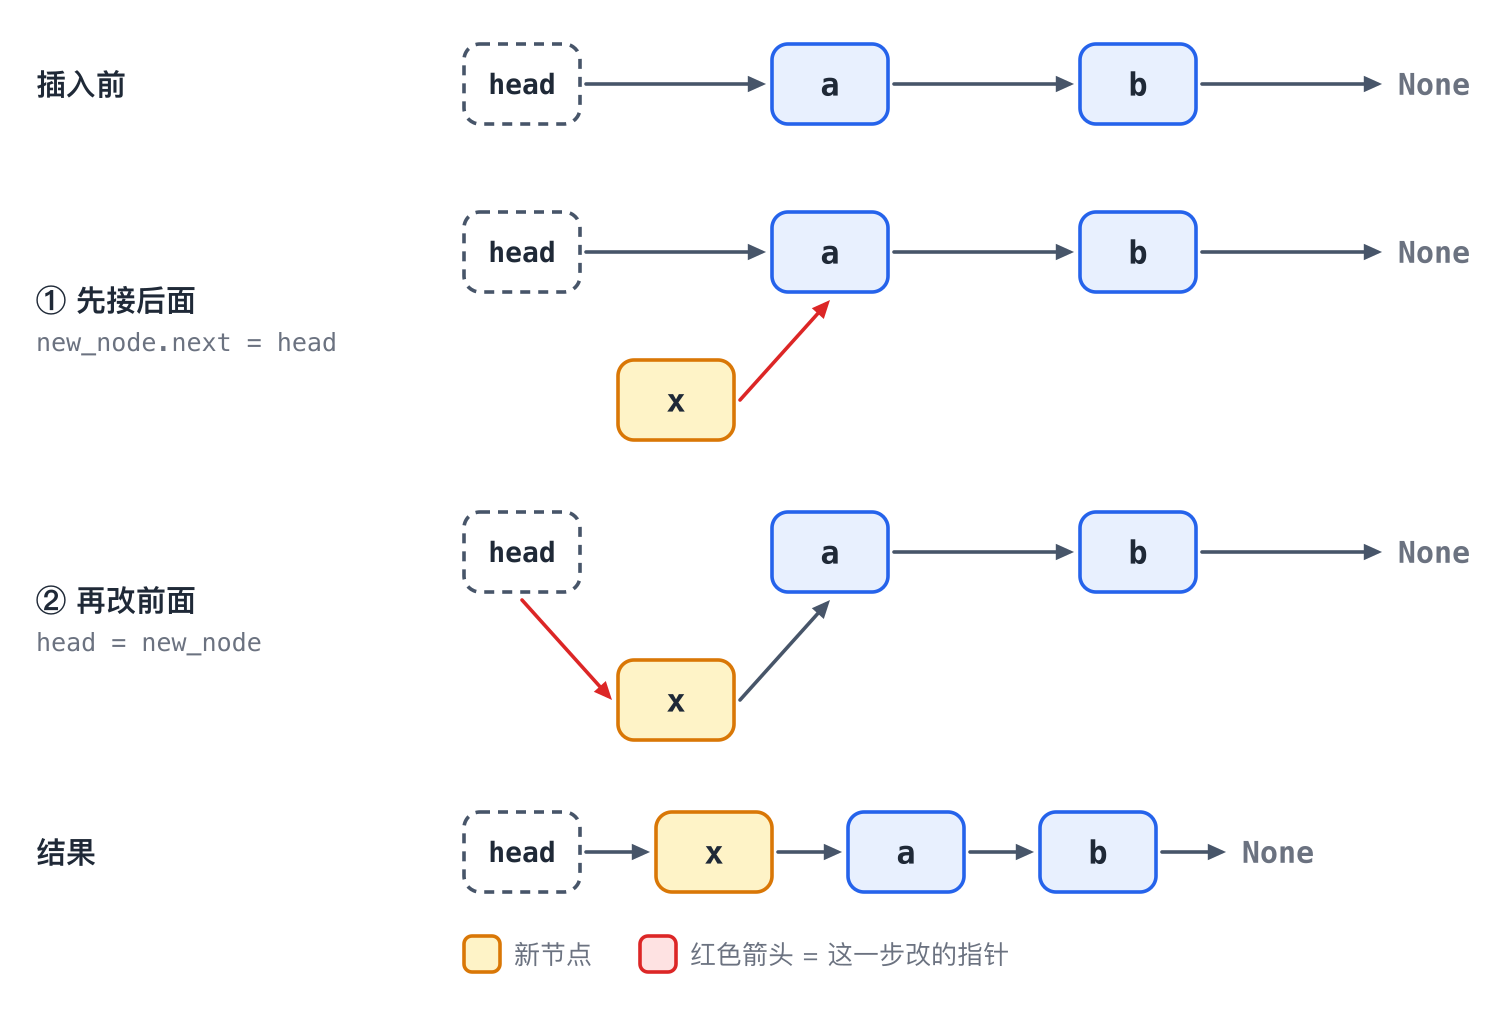 插入前
head a b None
head a b None
① 先接后面
new_node.next = head
x
head a b None
② 再改前面
head = new_node
x
结果
head x a b None
新节点 红色箭头 = 这一步改的指针